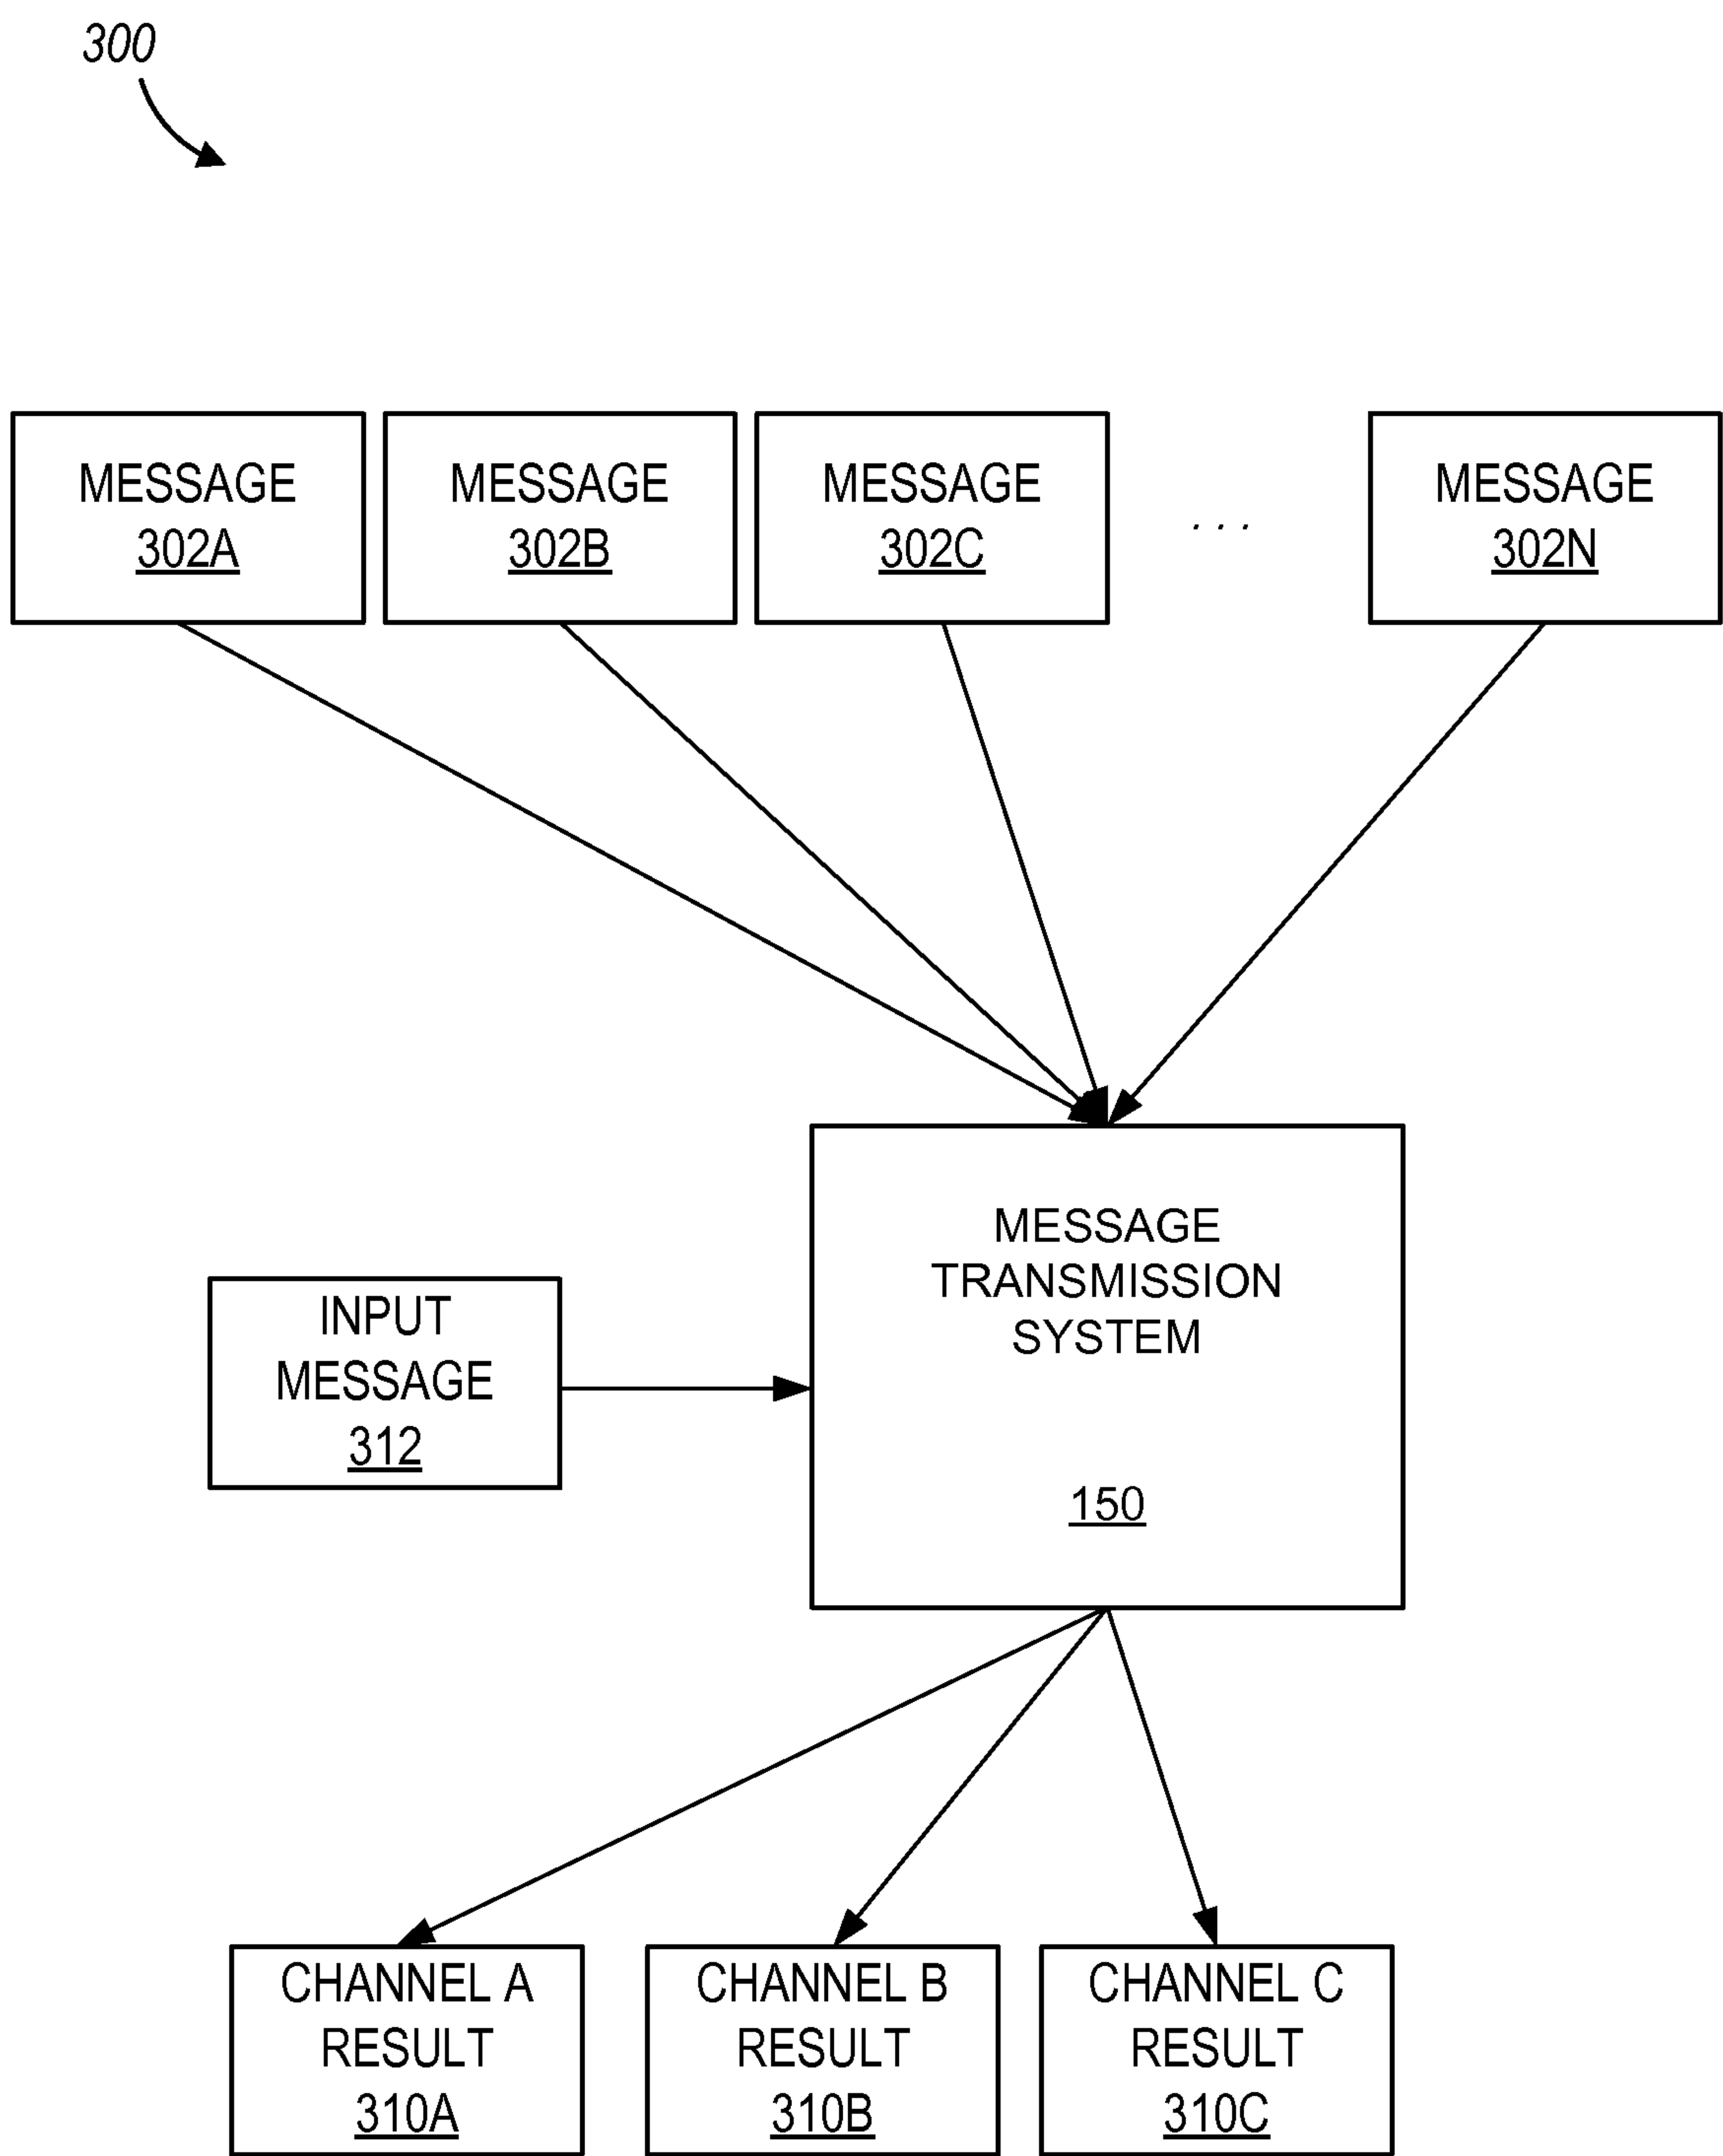 300
MESSAGE
302A
MESSAGE
302B
MESSAGE
302C
. . .
MESSAGE
302N
MESSAGE
TRANSMISSION
SYSTEM
150
INPUT
MESSAGE
312
CHANNEL A
RESULT
310A
CHANNEL B
RESULT
310B
CHANNEL C
RESULT
310C